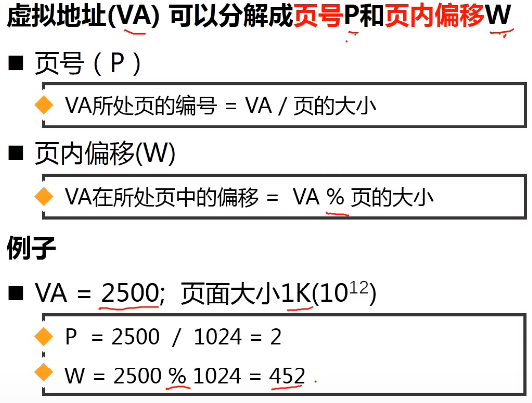 虚拟地址(VA) 可以分解成页号P和页内偏移W
■ 页号（P）
◆ VA所处页的编号 = VA / 页的大小
■ 页内偏移(W)
◆ VA在所处页中的偏移 = VA % 页的大小
例子
■ VA = 2500; 页面大小1K(10¹²)
◆ P = 2500 / 1024 = 2
◆ W = 2500 % 1024 = 452